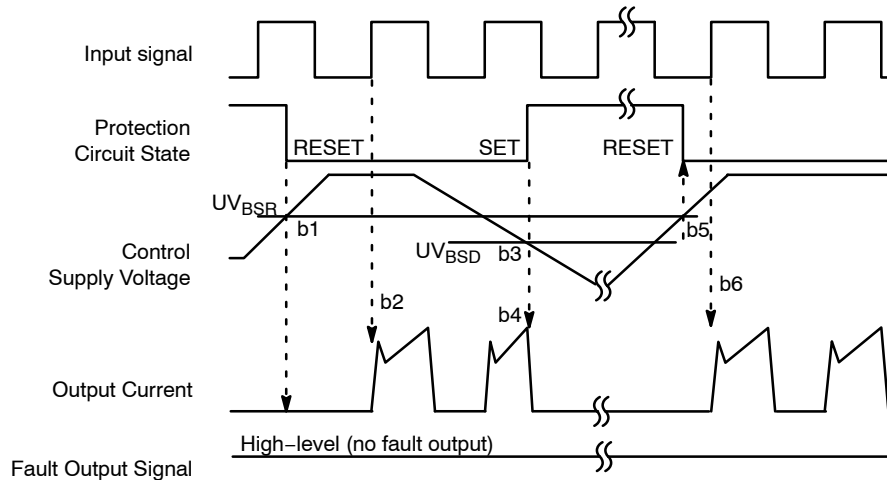 Input signal
Protection
Circuit State
RESET
SET
RESET
UVBSR
b1
b5
Control
Supply Voltage
UVBSD
b3
b2
b4
b6
Output Current
High−level (no fault output)
Fault Output Signal